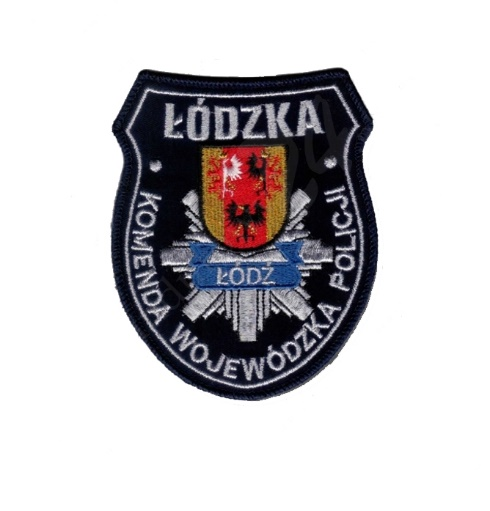 ŁÓDZKA
ŁÓDŹ
• KOMENDA WOJEWÓDZKA POLICJI •